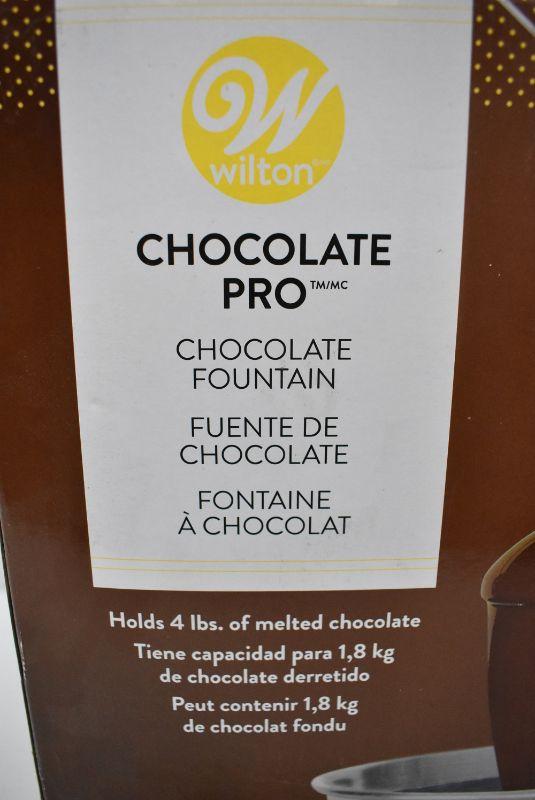 W
wilton
CHOCOLATE
PRO™/MC
CHOCOLATE
FOUNTAIN
FUENTE DE
CHOCOLATE
FONTAINE
À CHOCOLAT
Holds 4 lbs. of melted chocolate
Tiene capacidad para 1,8 kg
de chocolate derretido
Peut contenir 1,8 kg
de chocolat fondu